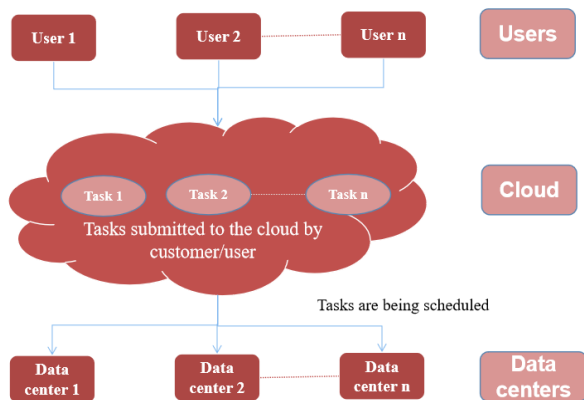 User 1
User 2
User n
Users
Task 1
Task 2
Task n
Cloud
Tasks submitted to the cloud by
customer/user
Tasks are being scheduled
Data
center 1
Data
center 2
Data
center n
Data
centers